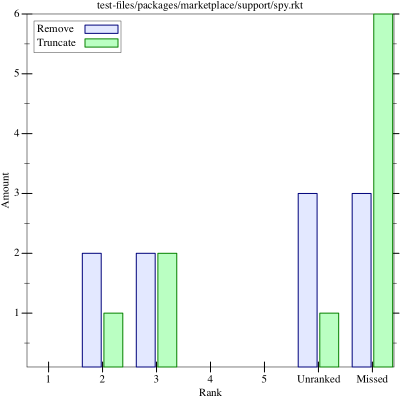 test-files/packages/marketplace/support/spy.rkt
Remove
Truncate
6
5
4
3
2
1
Amount
1 2 3 4 5 Unranked Missed
Rank